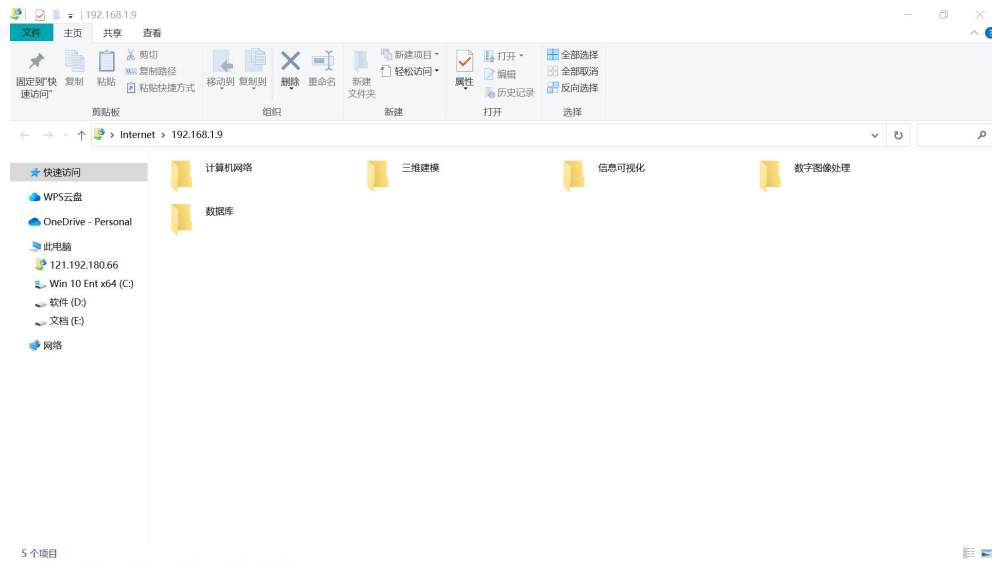 192.168.1.9
文件 主页 共享 查看
固定到"快速访问"
复制
粘贴
剪切
复制路径
粘贴快捷方式
剪贴板
移动到 复制到 删除 重命名
组织
新建文件夹
新建项目
轻松访问
新建
属性
打开
编辑
历史记录
打开
全部选择
全部取消
反向选择
选择
Internet > 192.168.1.9
快速访问
WPS云盘
OneDrive - Personal
此电脑
121.192.180.66
Win 10 Ent x64 (C:)
软件 (D:)
文档 (E:)
网络
计算机网络 三维建模 信息可视化 数字图像处理
数据库
5 个项目